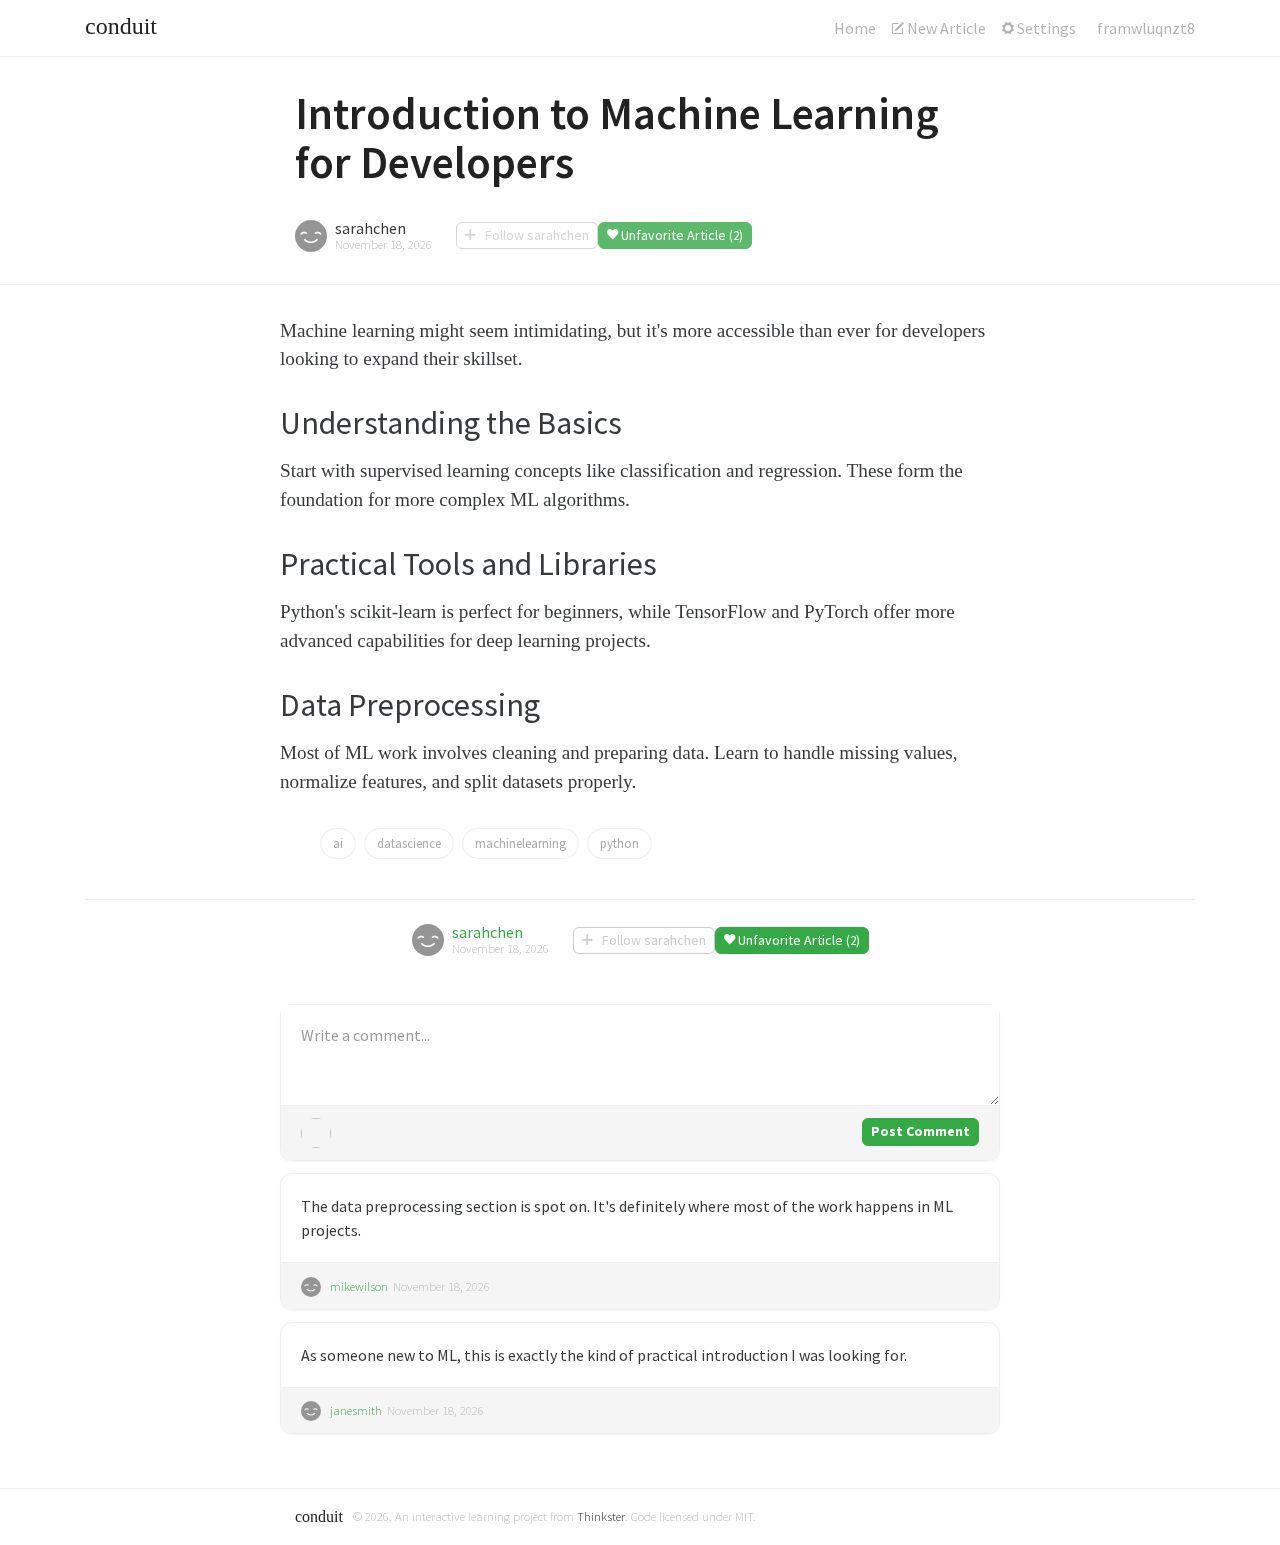 conduit
Home New Article Settings framwluqnzt8
Introduction to Machine Learning
for Developers
sarahchen
November 18, 2026
Follow sarahchen
Unfavorite Article (2)
Machine learning might seem intimidating, but it's more accessible than ever for developers
looking to expand their skillset.
Understanding the Basics
Start with supervised learning concepts like classification and regression. These form the
foundation for more complex ML algorithms.
Practical Tools and Libraries
Python's scikit-learn is perfect for beginners, while TensorFlow and PyTorch offer more
advanced capabilities for deep learning projects.
Data Preprocessing
Most of ML work involves cleaning and preparing data. Learn to handle missing values,
normalize features, and split datasets properly.
ai datascience machinelearning python
sarahchen
November 18, 2026
Follow sarahchen
Unfavorite Article (2)
Write a comment...
Post Comment
The data preprocessing section is spot on. It's definitely where most of the work happens in ML
projects.
mikewilson November 18, 2026
As someone new to ML, this is exactly the kind of practical introduction I was looking for.
janesmith November 18, 2026
conduit © 2026. An interactive learning project from Thinkster. Code licensed under MIT.